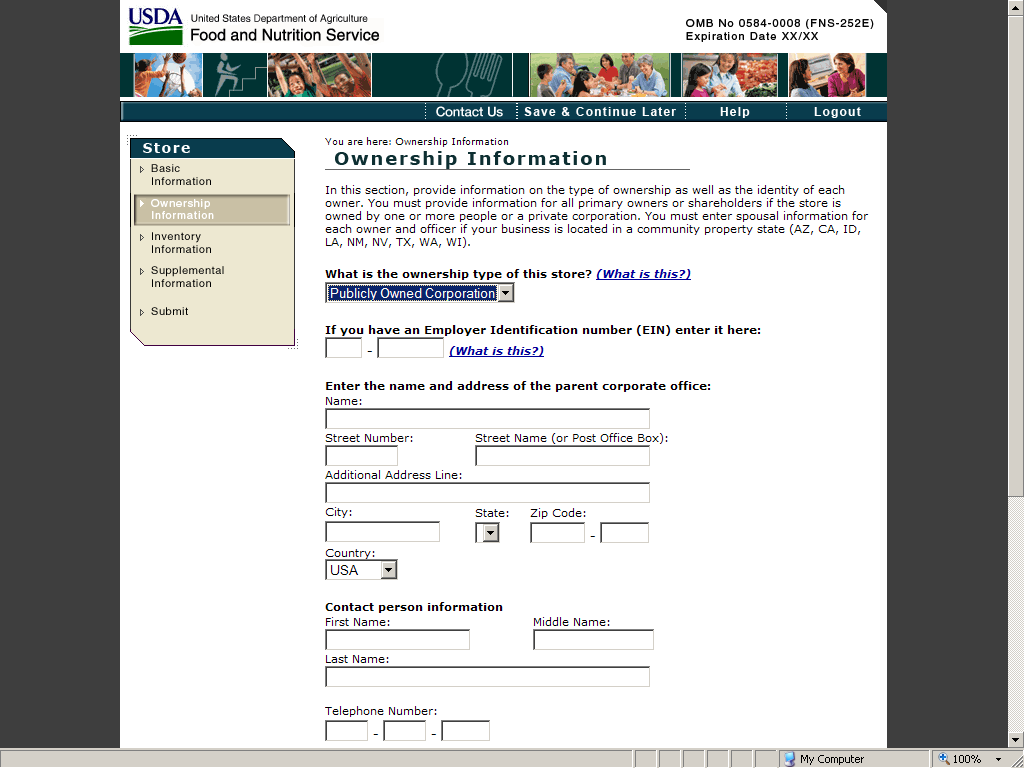 USDA United States Department of Agriculture
Food and Nutrition Service
OMB No 0584-0008 (FNS-252E)
Expiration Date XX/XX
Contact Us Save & Continue Later Help Logout
Store
Basic
Information
Ownership
Information
Inventory
Information
Supplemental
Information
Submit
You are here: Ownership Information
Ownership Information
In this section, provide information on the type of ownership as well as the identity of each
owner. You must provide information for all primary owners or shareholders if the store is
owned by one or more people or a private corporation. You must enter spousal information for
each owner and officer if your business is located in a community property state (AZ, CA, ID,
LA, NM, NV, TX, WA, WI).
What is the ownership type of this store? (What is this?)
Publicly Owned Corporation
If you have an Employer Identification number (EIN) enter it here:
- (What is this?)
Enter the name and address of the parent corporate office:
Name:
Street Number: Street Name (or Post Office Box):
Additional Address Line:
City: State: Zip Code:
-
Country:
USA
Contact person information
First Name: Middle Name:
Last Name:
Telephone Number:
- -
My Computer 100%